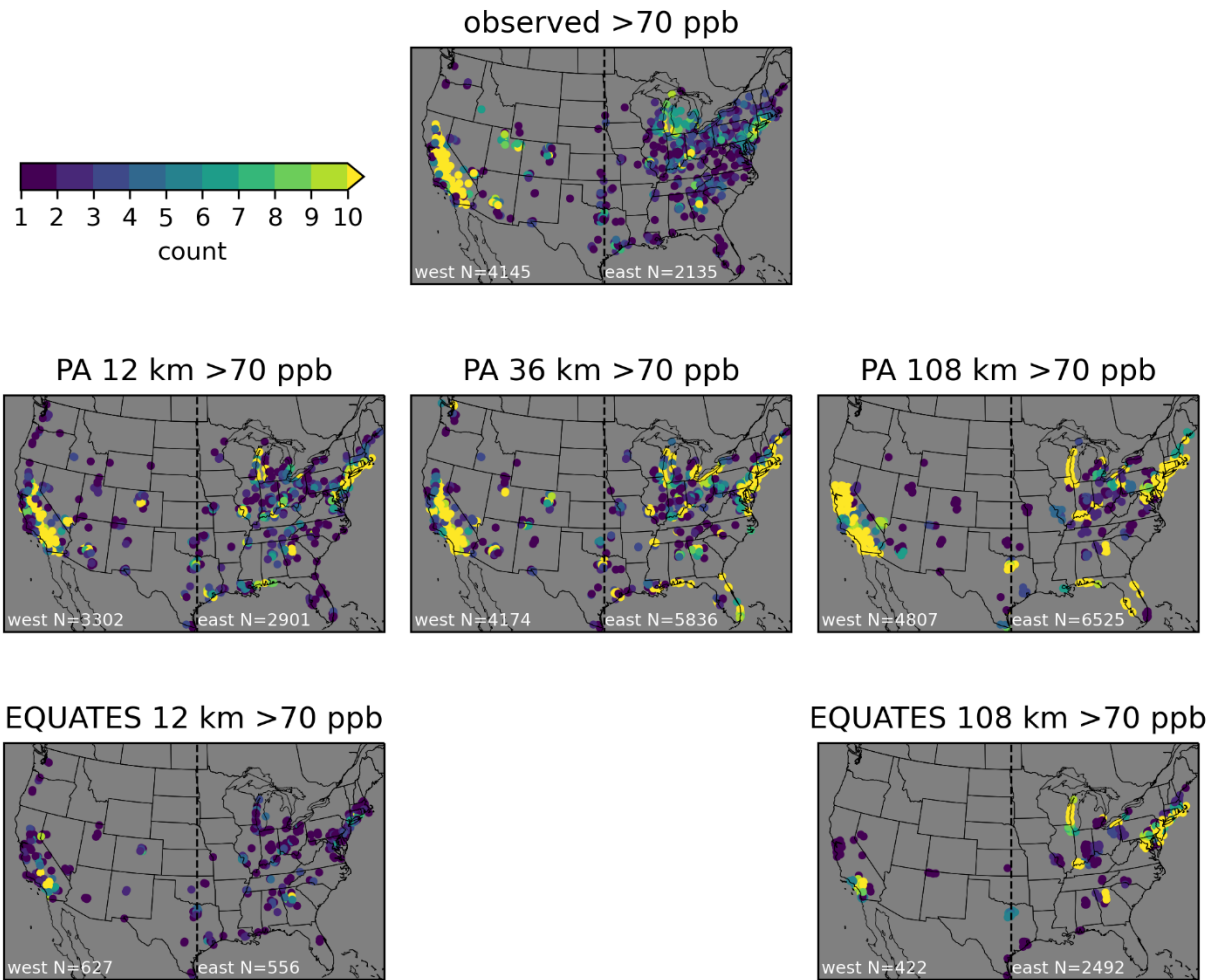 observed >70 ppb
1 2 3 4 5 6 7 8 9 10
count
west N=4145 east N=2135
PA 12 km >70 ppb PA 36 km >70 ppb PA 108 km >70 ppb
west N=3302 east N=2901 west N=4174 east N=5836 west N=4807 east N=6525
EQUATES 12 km >70 ppb EQUATES 108 km >70 ppb
west N=627 east N=556 west N=422 east N=2492